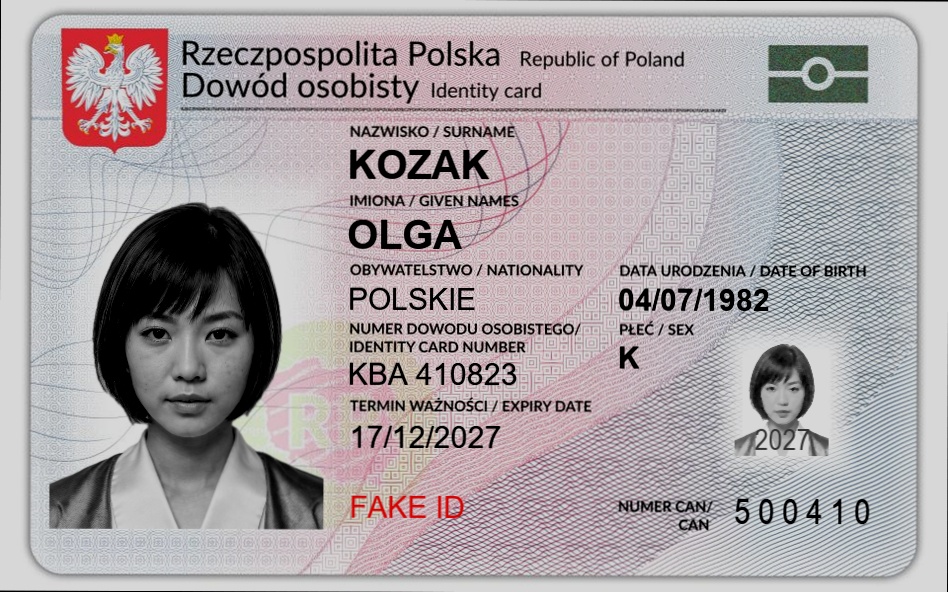 Rzeczpospolita Polska Republic of Poland
Dowód osobisty Identity card
NAZWISKO / SURNAME
KOZAK
IMIONA / GIVEN NAMES
OLGA
OBYWATELSTWO / NATIONALITY
POLSKIE
DATA URODZENIA / DATE OF BIRTH
04/07/1982
NUMER DOWODU OSOBISTEGO/
IDENTITY CARD NUMBER
KBA 410823
PŁEĆ / SEX
K
TERMIN WAŻNOŚCI / EXPIRY DATE
17/12/2027
2027
FAKE ID
NUMER CAN/
CAN
500410